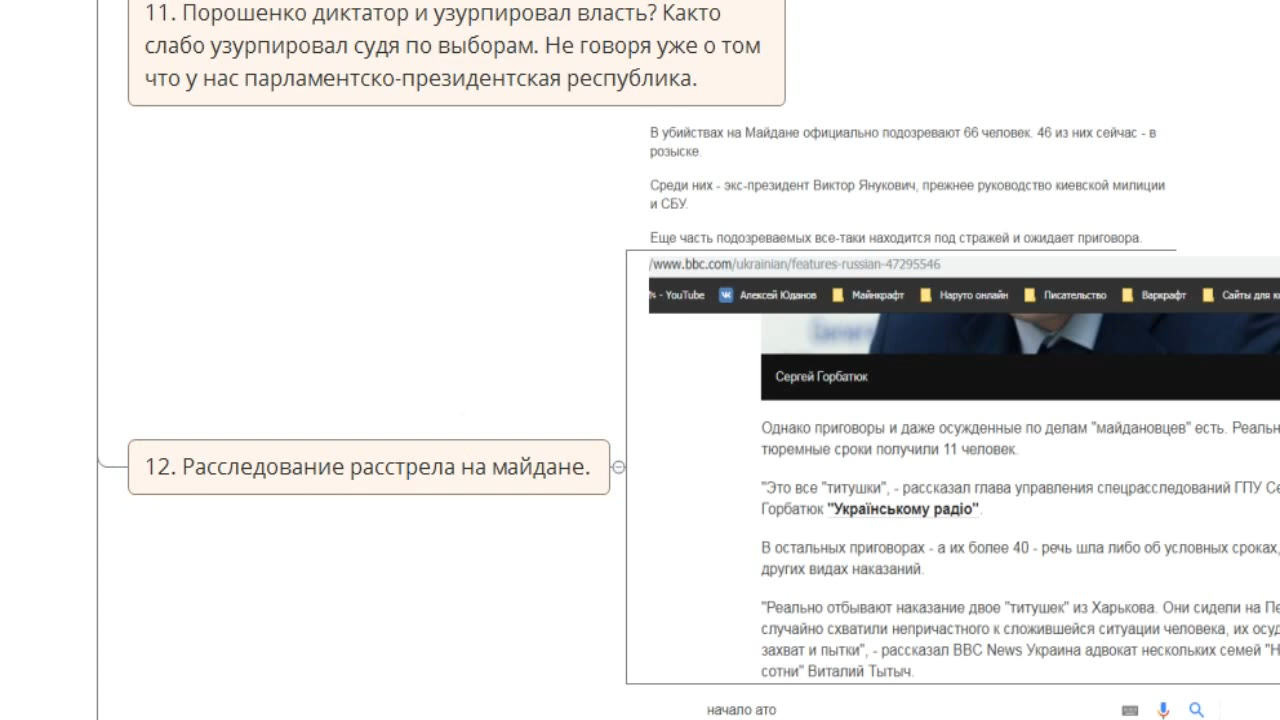 11. Порошенко диктатор и узурпировал власть? Както
слабо узурпировал судя по выборам. Не говоря уже о том
что у нас парламентско-президентская республика.
В убийствах на Майдане официально подозревают 66 человек. 46 из них сейчас - в
розыске.
Среди них - экс-президент Виктор Янукович, прежнее руководство киевской милиции
и СБУ.
Еще часть подозреваемых все-таки находится под стражей и ожидает приговора.
/www.bbc.com/ukrainian/features-russian-47295546
- YouTube Алексей Юданов Майнкрафт Наруто онлайн Писательство Варкрафт Сайты для
Сергей Горбатюк
Однако приговоры и даже осужденные по делам "майдановцев" есть.
тюремные сроки получили 11 человек.
12. Расследование расстрела на майдане.
"Это все "титушки", - рассказал глава управления спецрасследований ГПУ
Горбатюк "Українському радіо".
В остальных приговорах - а их более 40 - речь шла либо об условных сроках,
других видах наказаний.
"Реально отбывают наказание двое "титушек" из Харькова. Они сидели на
случайно схватили непричастного к сложившейся ситуации человека, их
захват и пытки", - рассказал BBC News Украина адвокат нескольких семей
сотни" Виталий Тытыч.
начало ато